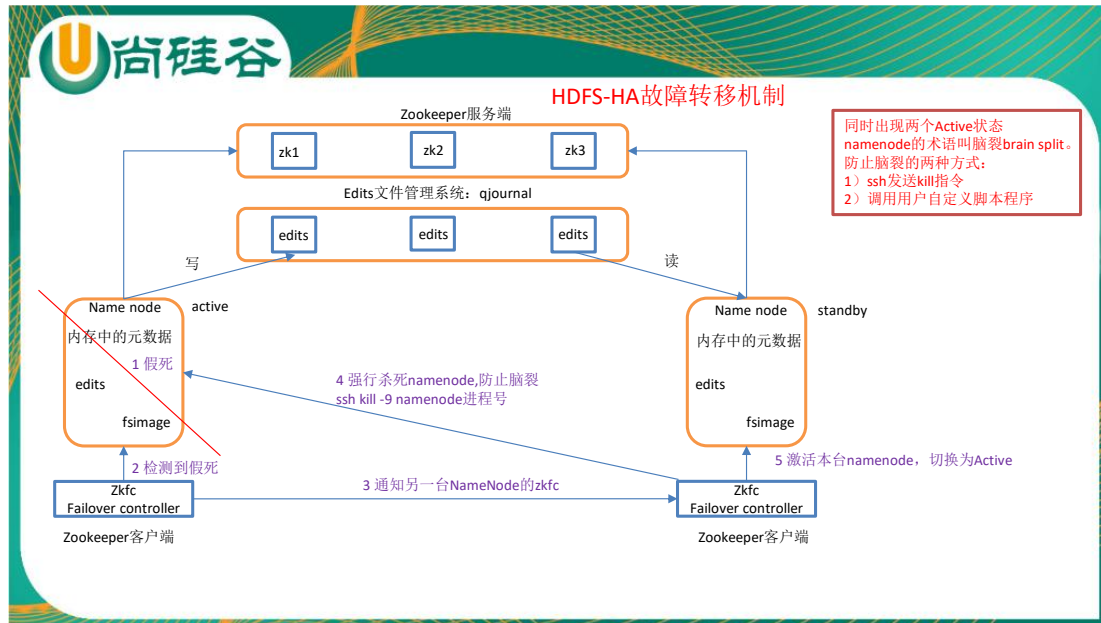 尚硅谷
HDFS-HA故障转移机制
Zookeeper服务端
zk1
zk2
zk3
同时出现两个Active状态
namenode的术语叫脑裂brain split。
防止脑裂的两种方式：
1）ssh发送kill指令
2）调用用户自定义脚本程序
Edits文件管理系统：qjournal
edits
edits
edits
写
读
Name node
active
内存中的元数据
1 假死
edits
fsimage
Name node
standby
内存中的元数据
edits
fsimage
4 强行杀死namenode,防止脑裂
ssh kill -9 namenode进程号
2 检测到假死
5 激活本台namenode，切换为Active
3 通知另一台NameNode的zkfc
Zkfc
Failover controller
Zookeeper客户端
Zkfc
Failover controller
Zookeeper客户端